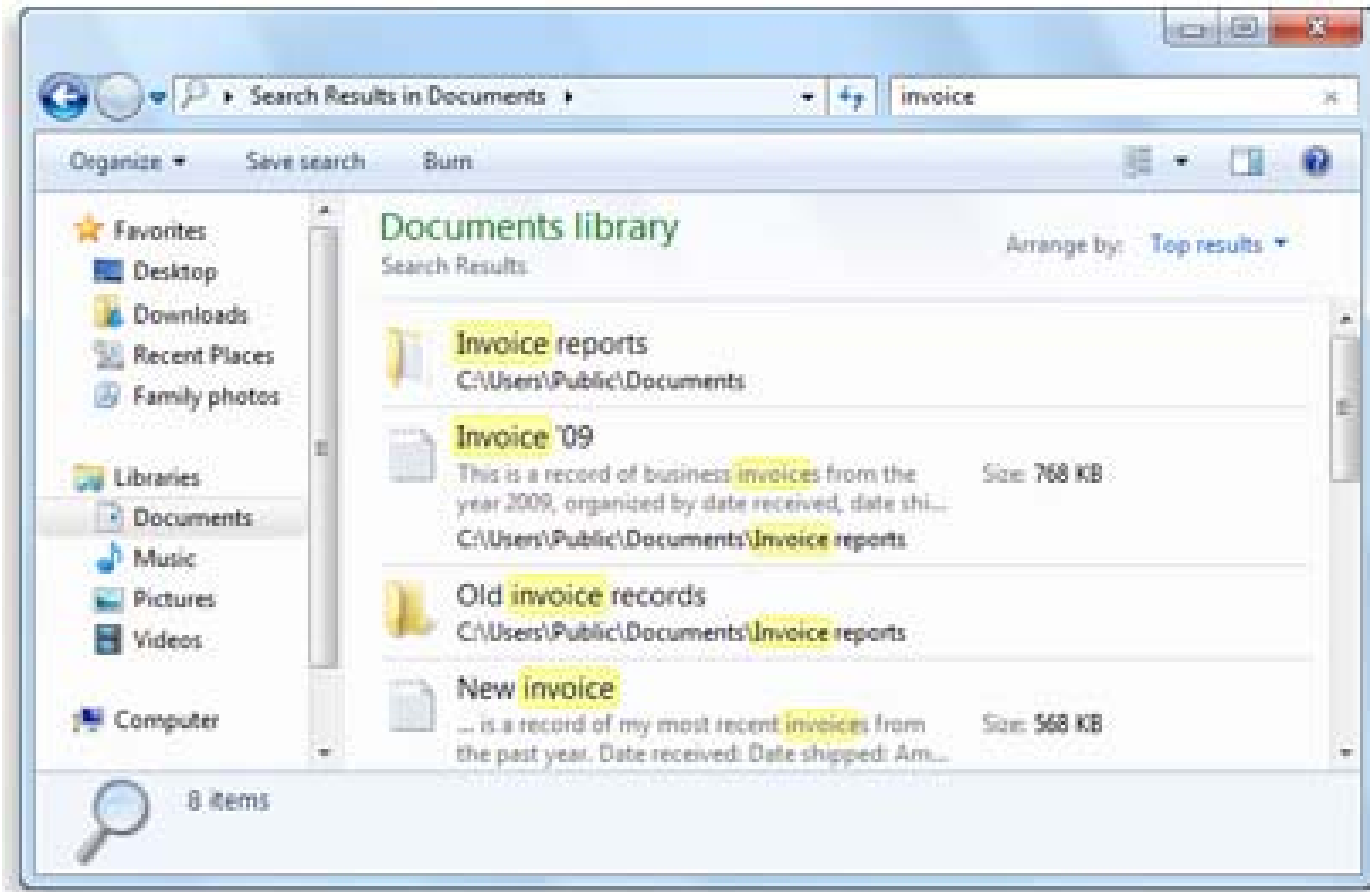 Search Results in Documents
invoice
Organize Save search Burn
Favorites
Desktop
Downloads
Recent Places
Family photos
Libraries
Documents
Music
Pictures
Videos
Computer
Documents library
Search Results
Arrange by: Top results
Invoice reports
C:\Users\Public\Documents
Invoice '09
This is a record of business invoices from the
year 2009, organized by date received, date shi...
Size: 768 KB
C:\Users\Public\Documents\Invoice reports
Old invoice records
C:\Users\Public\Documents\Invoice reports
New invoice
... is a record of my most recent invoices from
the past year. Date received: Date shipped: Am...
Size: 568 KB
8 items